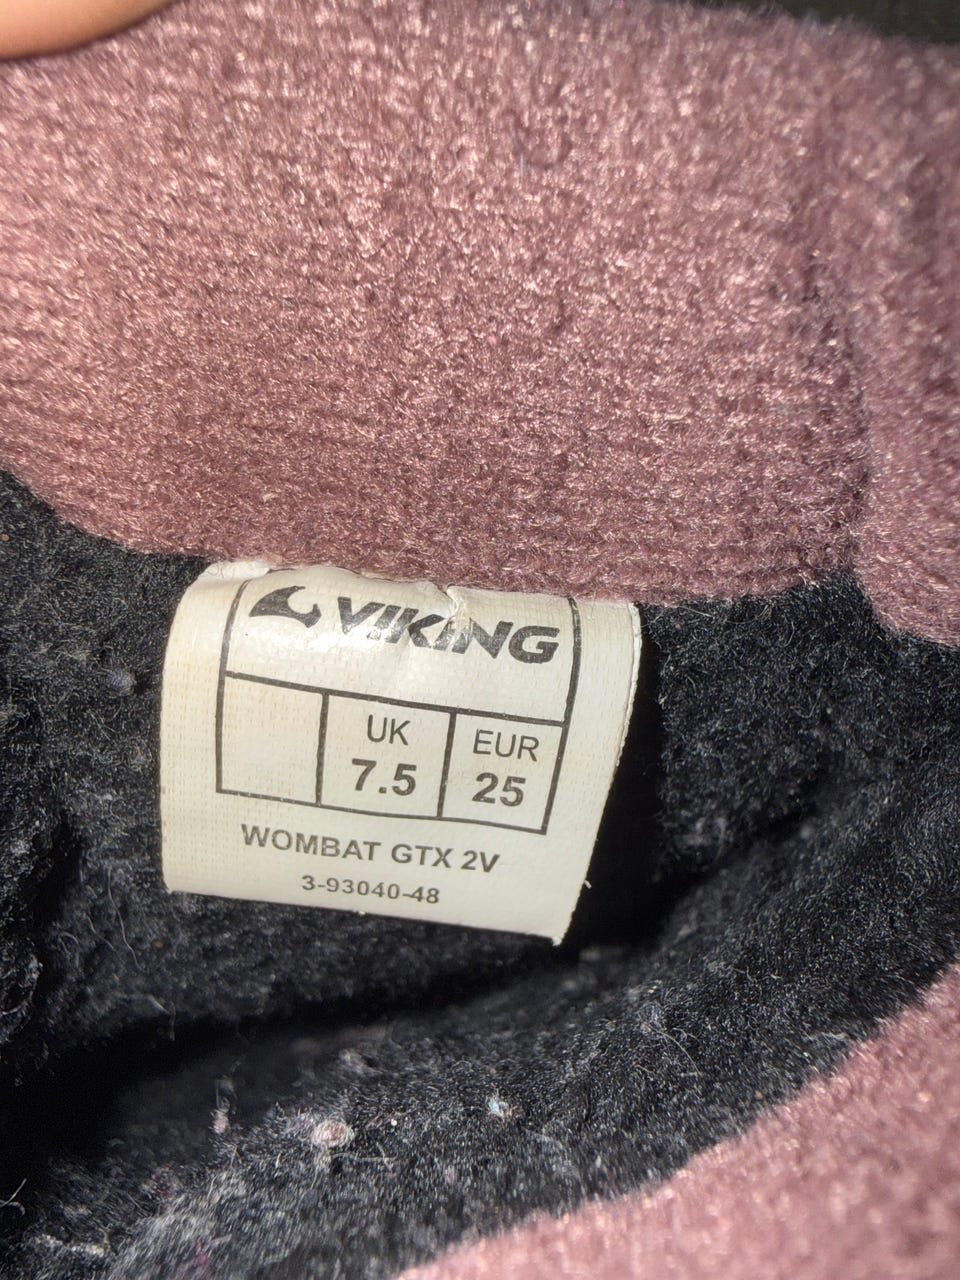 VIKING
UK EUR
7.5 25
WOMBAT GTX 2V
3-93040-48